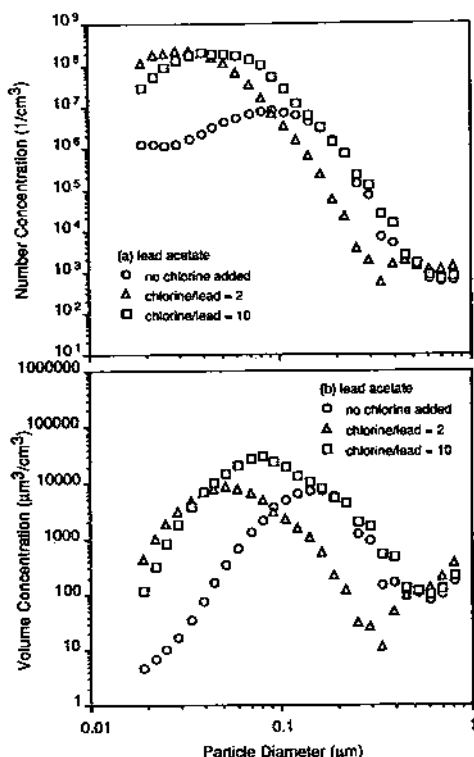 10⁹
10⁸
10⁷
10⁶
10⁵
10⁴
10³
10²
10¹
Number Concentration (1/cm³)
(a) lead acetate
no chlorine added
chlorine/lead = 2
chlorine/lead = 10
1000000
100000
10000
1000
100
10
1
Volume Concentration (µm³/cm³)
(b) lead acetate
no chlorine added
chlorine/lead = 2
chlorine/lead = 10
0.01 0.1 1
Particle Diameter (µm)